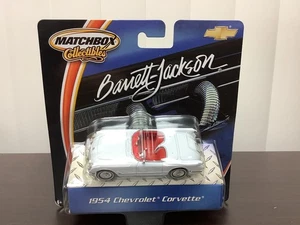 MATCHBOX
Collectibles
Barrett-Jackson
1954 Chevrolet® Corvette®